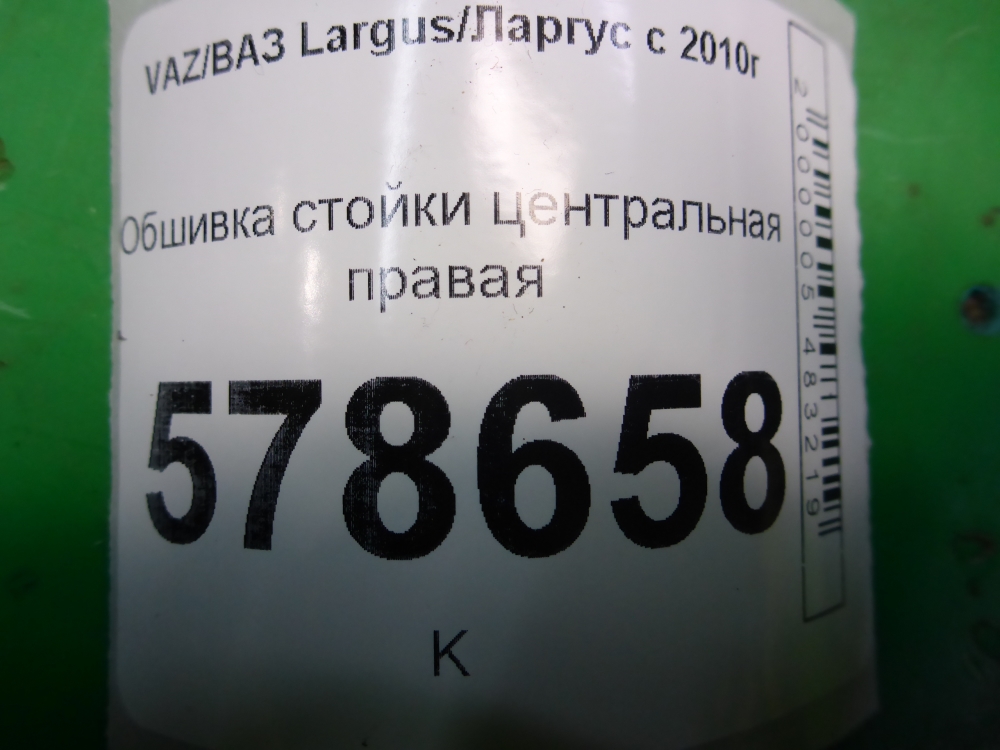 VAZ/ВАЗ Largus/Ларгус с 2010г
Обшивка стойки центральная
правая
578658
К
2000005483219